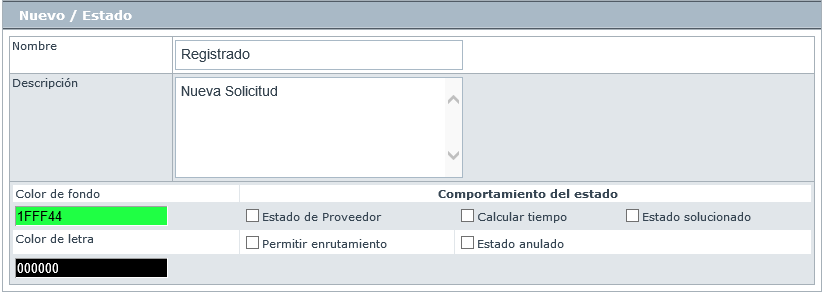 Nuevo / Estado
Nombre
Registrado
Descripción
Nueva Solicitud
Color de fondo
Comportamiento del estado
1FFF44
Estado de Proveedor
Calcular tiempo
Estado solucionado
Color de letra
Permitir enrutamiento
Estado anulado
000000